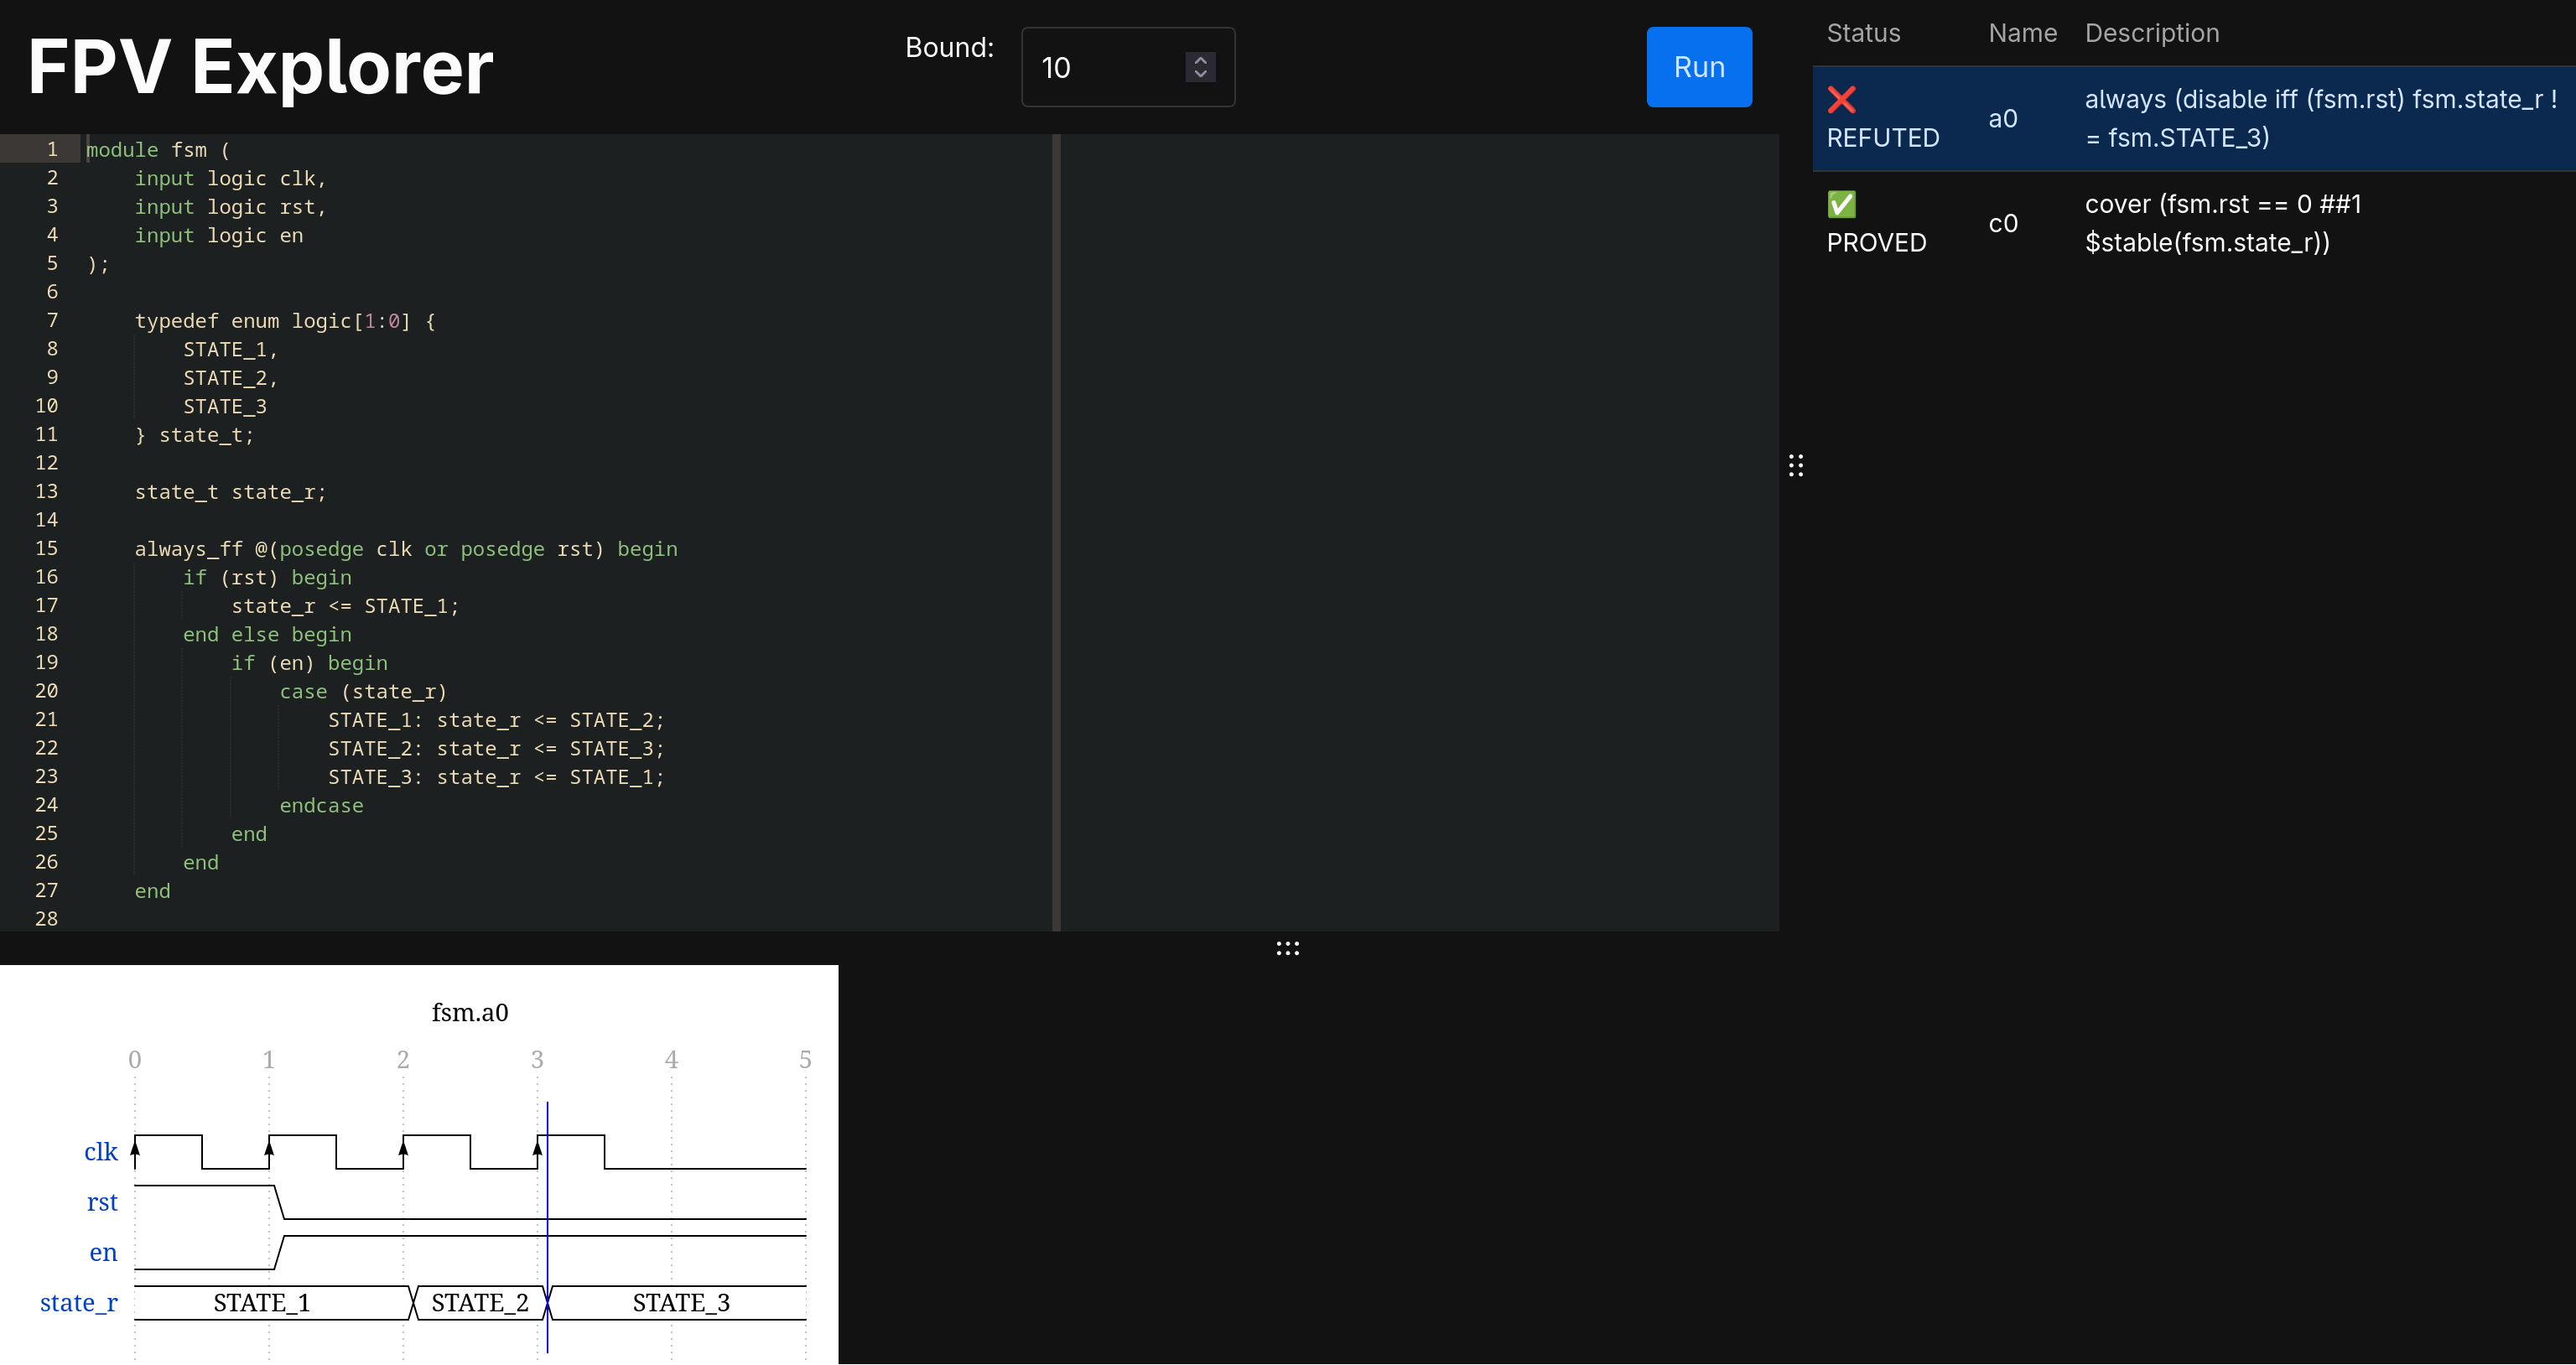 FPV Explorer
Bound:
10
Run
1 module fsm (
2     input logic clk,
3     input logic rst,
4     input logic en
5 );
6
7     typedef enum logic[1:0] {
8         STATE_1,
9         STATE_2,
10         STATE_3
11     } state_t;
12
13     state_t state_r;
14
15     always_ff @(posedge clk or posedge rst) begin
16         if (rst) begin
17             state_r <= STATE_1;
18         end else begin
19             if (en) begin
20                 case (state_r)
21                     STATE_1: state_r <= STATE_2;
22                     STATE_2: state_r <= STATE_3;
23                     STATE_3: state_r <= STATE_1;
24                 endcase
25             end
26         end
27     end
28
Status Name Description
❌
REFUTED
a0
always (disable iff (fsm.rst) fsm.state_r !
= fsm.STATE_3)
✅
PROVED
c0
cover (fsm.rst == 0 ##1
$stable(fsm.state_r))
fsm.a0
0 1 2 3 4 5
clk
rst
en
state_r STATE_1 STATE_2 STATE_3